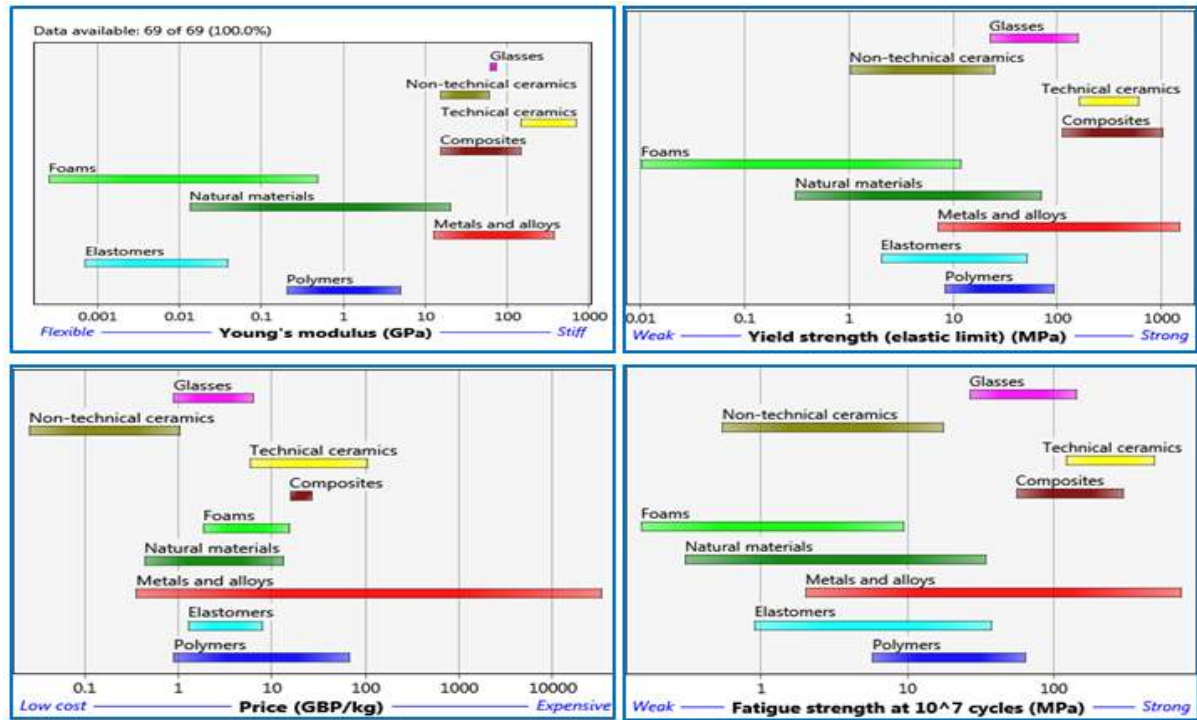 Data available: 69 of 69 (100.0%)
Glasses
Non-technical ceramics
Technical ceramics
Composites
Foams
Natural materials
Metals and alloys
Elastomers
Polymers
0.001 0.01 0.1 1 10 100 1000
Flexible Young's modulus (GPa) Stiff
Glasses
Non-technical ceramics
Technical ceramics
Composites
Foams
Natural materials
Metals and alloys
Elastomers
Polymers
0.01 0.1 1 10 100 1000
Weak Yield strength (elastic limit) (MPa) Strong
Glasses
Non-technical ceramics
Technical ceramics
Composites
Foams
Natural materials
Metals and alloys
Elastomers
Polymers
0.1 1 10 100 1000 10000
Low cost Price (GBP/kg) Expensive
Glasses
Non-technical ceramics
Technical ceramics
Composites
Foams
Natural materials
Metals and alloys
Elastomers
Polymers
1 10 100
Weak Fatigue strength at 10^7 cycles (MPa) Strong